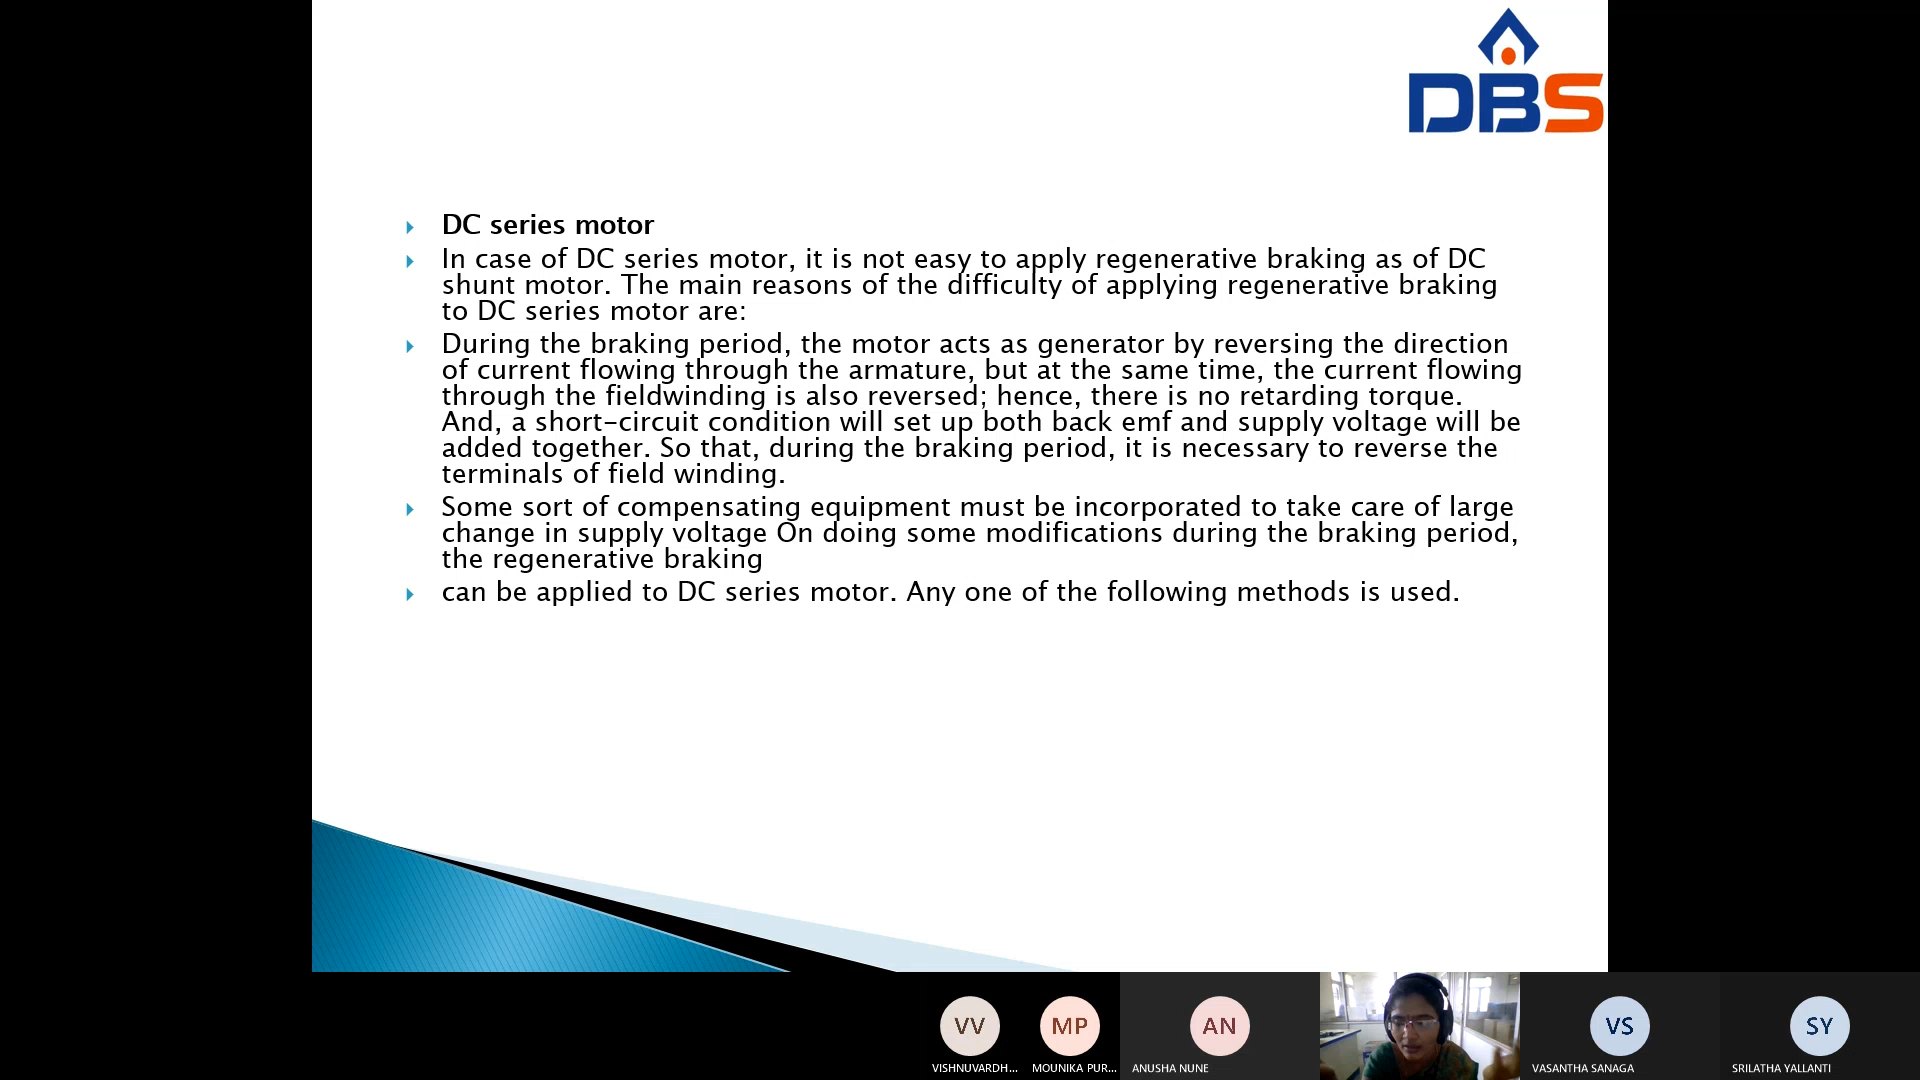 DBS
DC series motor
In case of DC series motor, it is not easy to apply regenerative braking as of DC
shunt motor. The main reasons of the difficulty of applying regenerative braking
to DC series motor are:
During the braking period, the motor acts as generator by reversing the direction
of current flowing through the armature, but at the same time, the current flowing
through the fieldwinding is also reversed; hence, there is no retarding torque.
And, a short-circuit condition will set up both back emf and supply voltage will be
added together. So that, during the braking period, it is necessary to reverse the
terminals of field winding.
Some sort of compensating equipment must be incorporated to take care of large
change in supply voltage On doing some modifications during the braking period,
the regenerative braking
can be applied to DC series motor. Any one of the following methods is used.
VV
MP
AN
VS
SY
VISHNUVARDH...
MOUNIKA PUR...
ANUSHA NUNE
VASANTHA SANAGA
SRILATHA YALLANTI